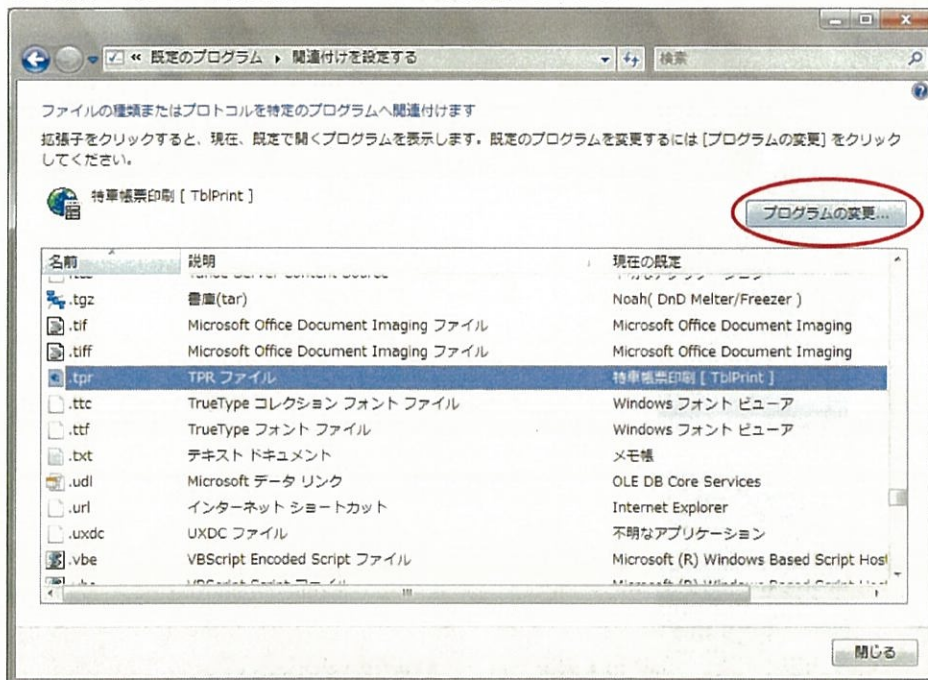 « 既定のプログラム ▸ 関連付けを設定する
検索
ファイルの種類またはプロトコルを特定のプログラムへ関連付けます
拡張子をクリックすると、現在、既定で開くプログラムを表示します。既定のプログラムを変更するには [プログラムの変更] をクリック
してください。
特車帳票印刷 [ TblPrint ]
プログラムの変更...
名前 説明 現在の既定
.tgz 書庫(tar) Noah( DnD Melter/Freezer )
.tif Microsoft Office Document Imaging ファイル Microsoft Office Document Imaging
.tiff Microsoft Office Document Imaging ファイル Microsoft Office Document Imaging
.tpr TPR ファイル 特車帳票印刷 [ TblPrint ]
.ttc TrueType コレクション フォント ファイル Windows フォント ビューア
.ttf TrueType フォント ファイル Windows フォント ビューア
.txt テキスト ドキュメント メモ帳
.udl Microsoft データ リンク OLE DB Core Services
.url インターネット ショートカット Internet Explorer
.uxdc UXDC ファイル 不明なアプリケーション
.vbe VBScript Encoded Script ファイル Microsoft (R) Windows Based Script Host
閉じる